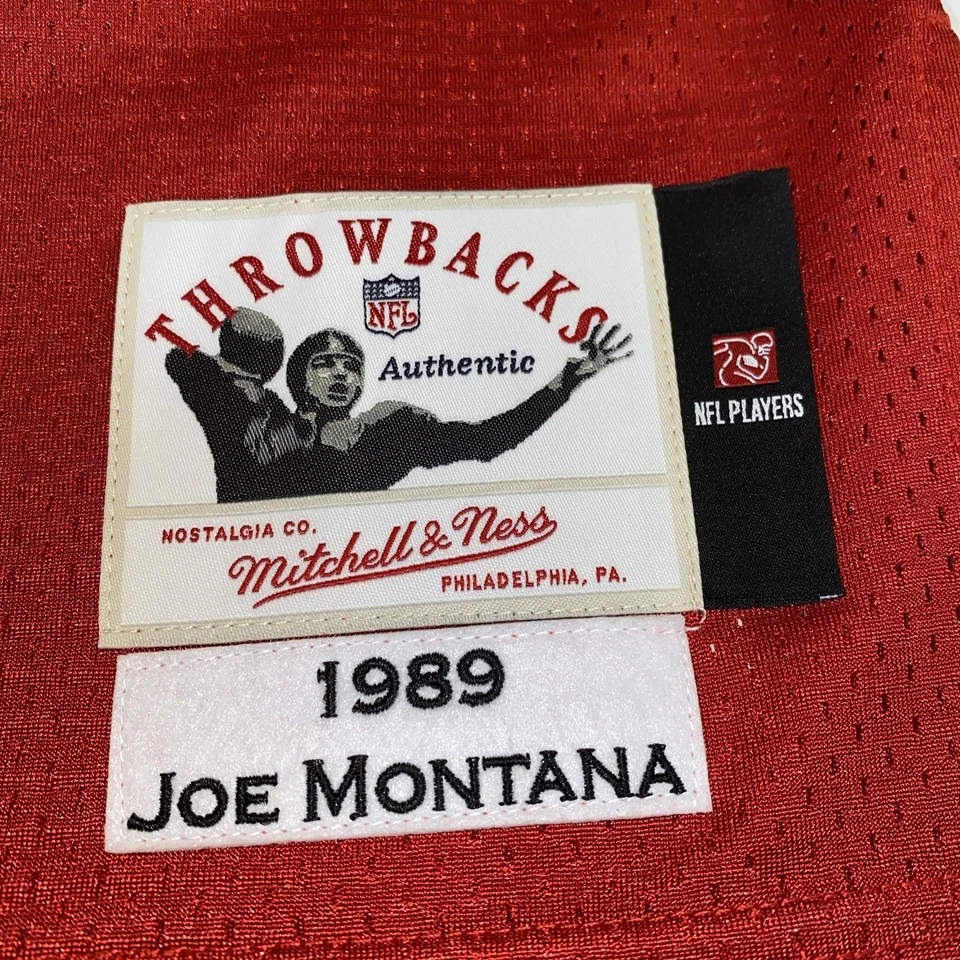 THROWBACKS
NFL
Authentic
NOSTALGIA CO.
Mitchell & Ness
PHILADELPHIA, PA.
NFL PLAYERS
1989
JOE MONTANA